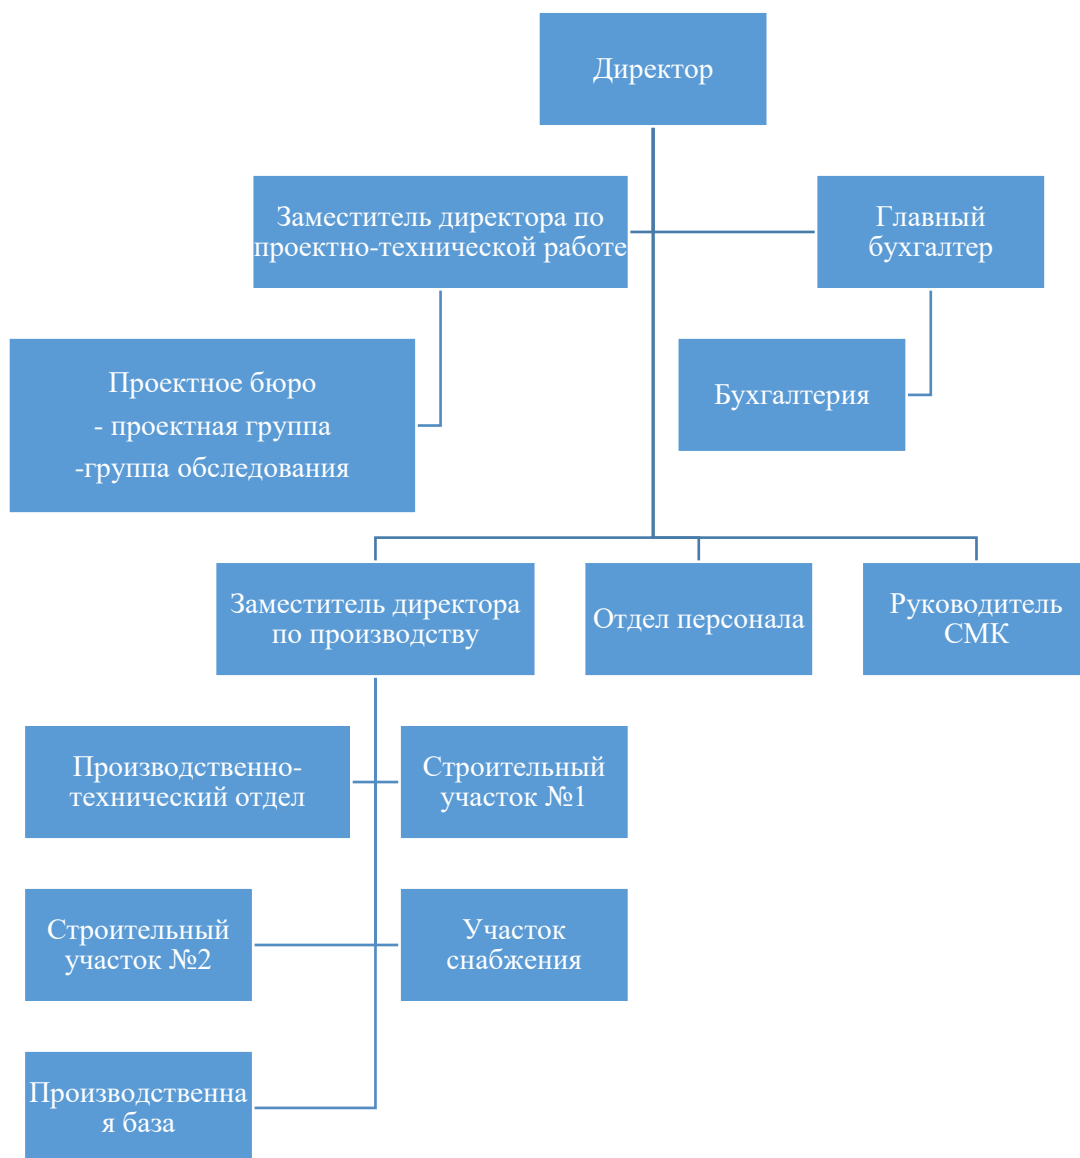 Директор
Заместитель директора по
проектно-технической работе
Главный
бухгалтер
Проектное бюро
- проектная группа
-группа обследования
Бухгалтерия
Заместитель директора
по производству
Отдел персонала
Руководитель
СМК
Производственно-
технический отдел
Строительный
участок №1
Строительный
участок №2
Участок
снабжения
Производственна
я база